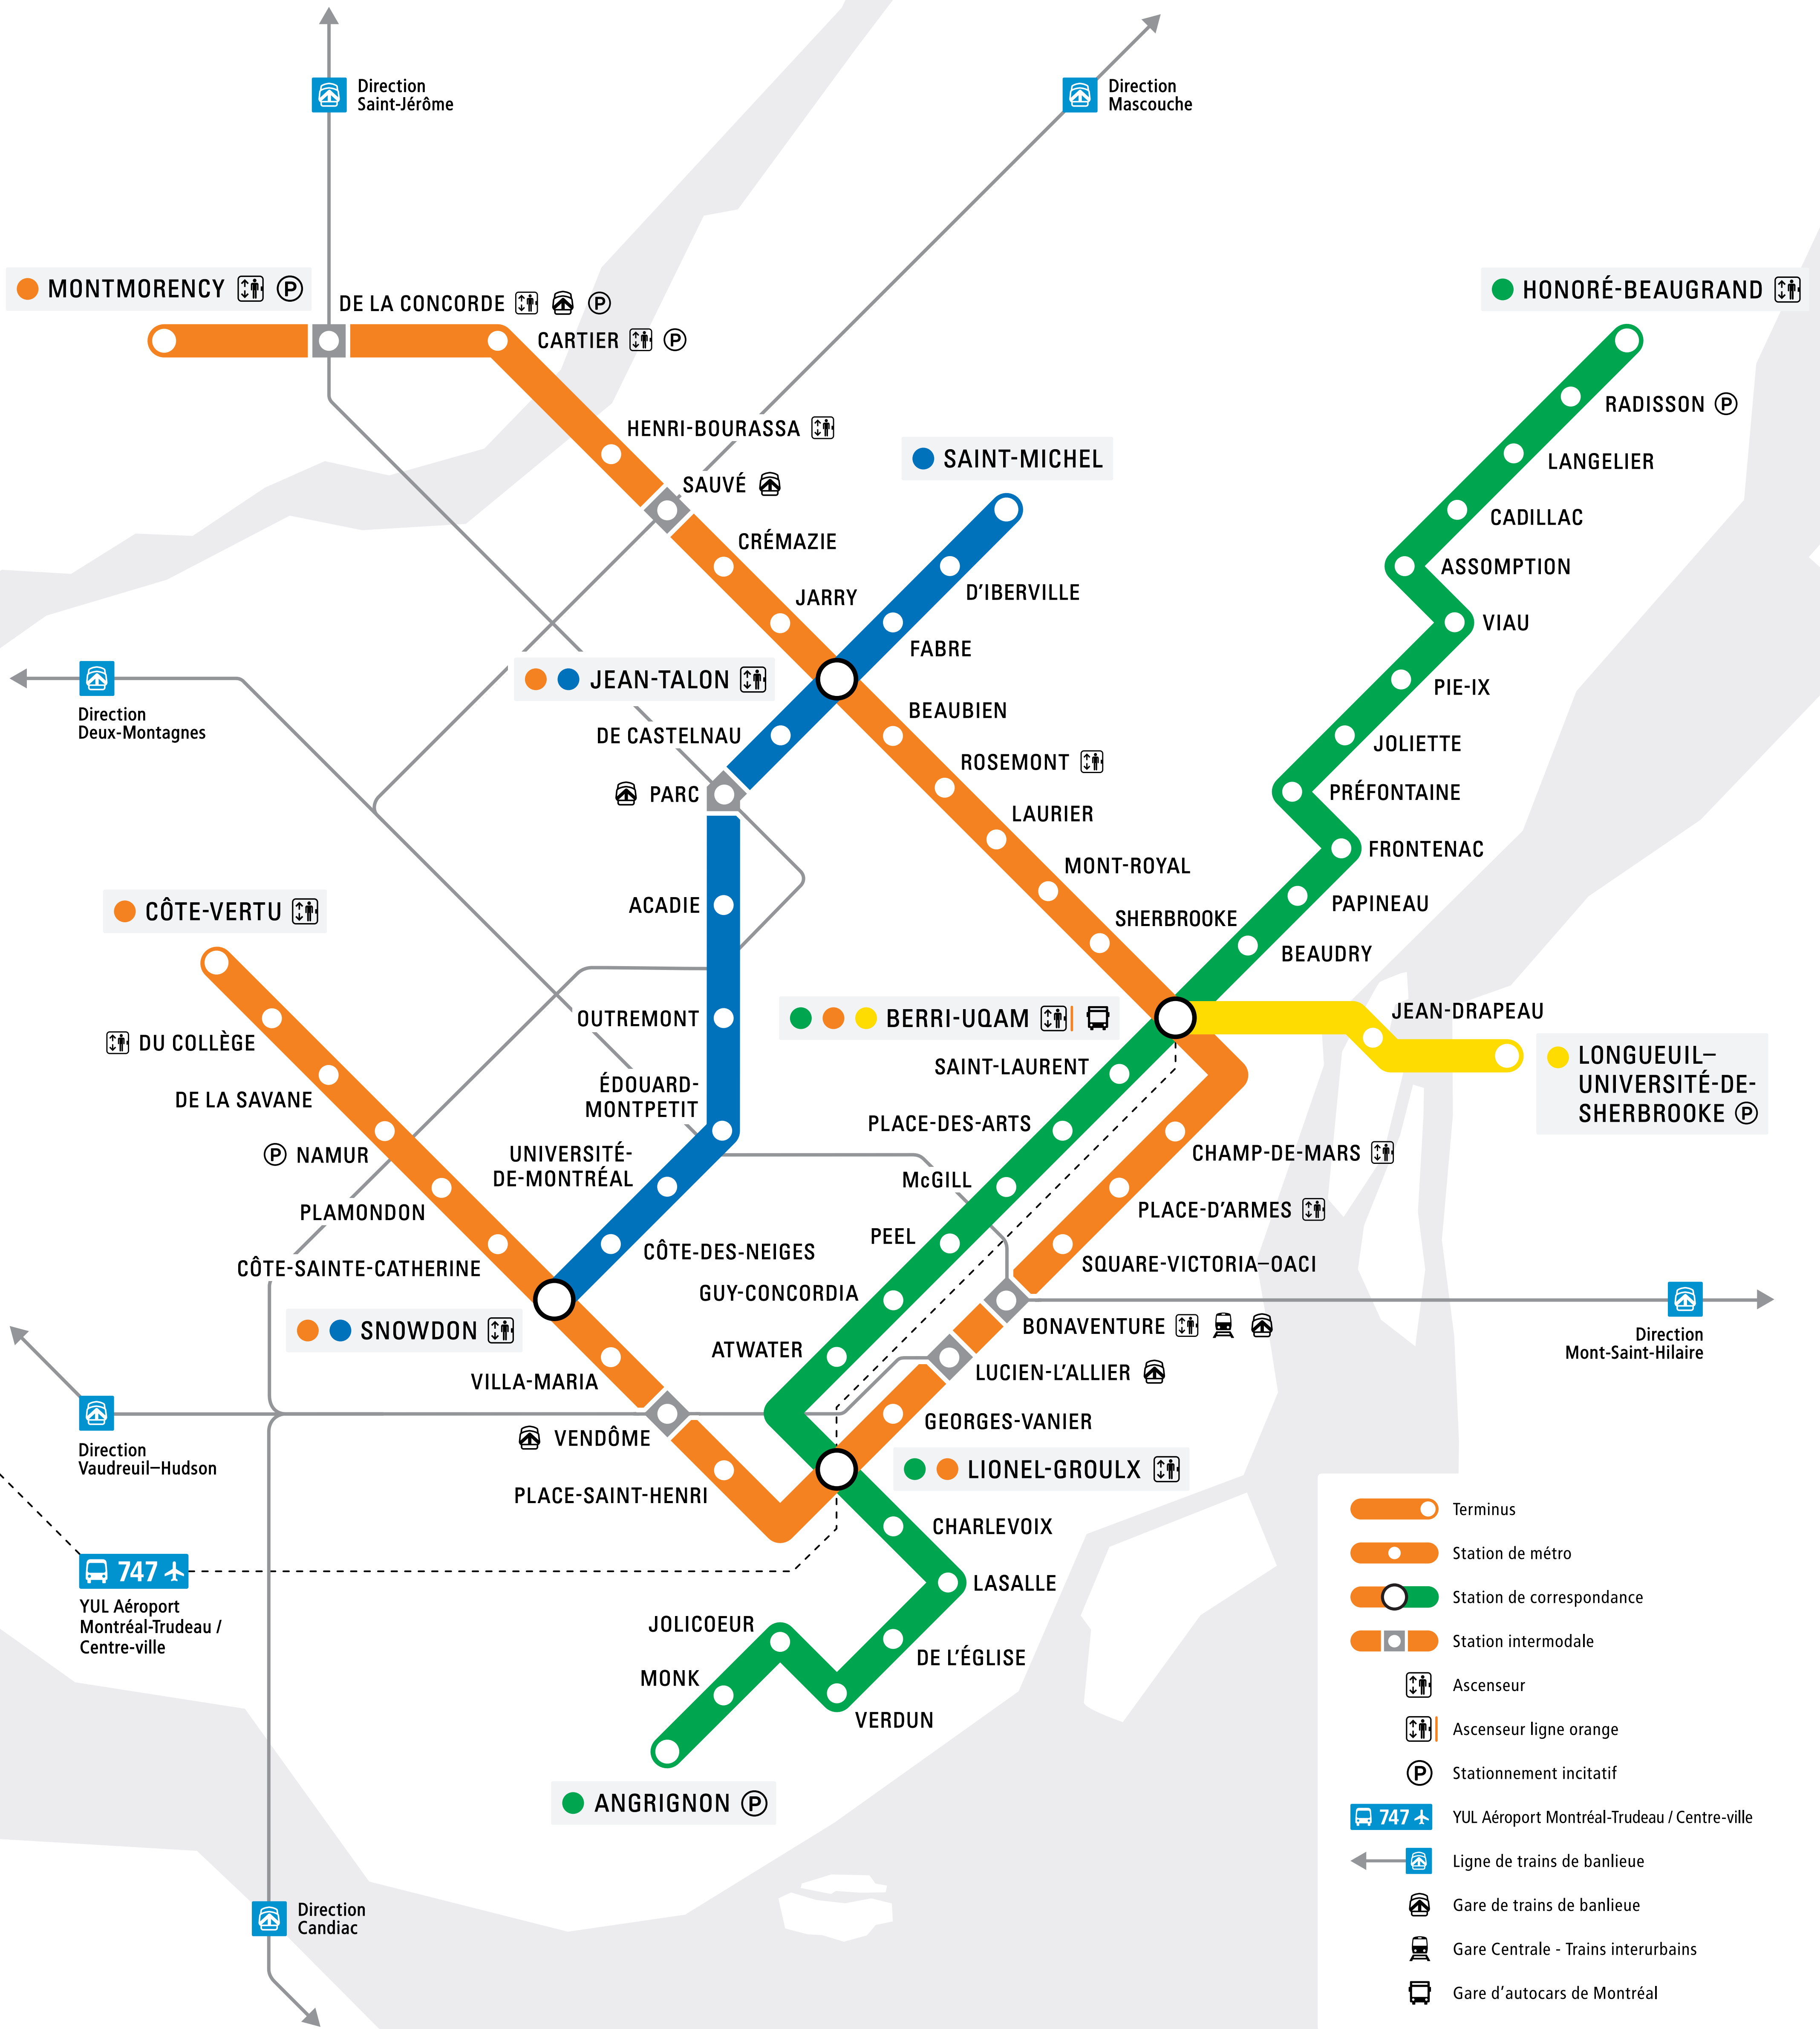 Direction
Saint-Jérôme
Direction
Mascouche
MONTMORENCY P
DE LA CONCORDE P
CARTIER P
HONORÉ-BEAUGRAND
RADISSON P
HENRI-BOURASSA
SAINT-MICHEL
LANGELIER
SAUVÉ
CADILLAC
CRÉMAZIE
ASSOMPTION
D'IBERVILLE
JARRY
VIAU
FABRE
JEAN-TALON
PIE-IX
Direction
Deux-Montagnes
BEAUBIEN
DE CASTELNAU
JOLIETTE
ROSEMONT
PARC
PRÉFONTAINE
LAURIER
FRONTENAC
MONT-ROYAL
ACADIE
PAPINEAU
CÔTE-VERTU
SHERBROOKE
BEAUDRY
JEAN-DRAPEAU
OUTREMONT
BERRI-UQAM
P DU COLLÈGE
LONGUEUIL–
UNIVERSITÉ-DE-
SHERBROOKE P
SAINT-LAURENT
ÉDOUARD-
MONTPETIT
DE LA SAVANE
PLACE-DES-ARTS
P NAMUR
UNIVERSITÉ-
DE-MONTRÉAL
CHAMP-DE-MARS
McGILL
PLAMONDON
PLACE-D'ARMES
PEEL
CÔTE-DES-NEIGES
CÔTE-SAINTE-CATHERINE
SQUARE-VICTORIA–OACI
GUY-CONCORDIA
SNOWDON
BONAVENTURE
Direction
Mont-Saint-Hilaire
ATWATER
LUCIEN-L'ALLIER
VILLA-MARIA
GEORGES-VANIER
VENDÔME
Direction
Vaudreuil–Hudson
LIONEL-GROULX
PLACE-SAINT-HENRI
CHARLEVOIX
747
YUL Aéroport
Montréal-Trudeau /
Centre-ville
LASALLE
JOLICOEUR
DE L'ÉGLISE
MONK
VERDUN
ANGRIGNON P
Direction
Candiac
Terminus
Station de métro
Station de correspondance
Station intermodale
Ascenseur
Ascenseur ligne orange
P Stationnement incitatif
747 YUL Aéroport Montréal-Trudeau / Centre-ville
Ligne de trains de banlieue
Gare de trains de banlieue
Gare Centrale - Trains interurbains
Gare d'autocars de Montréal